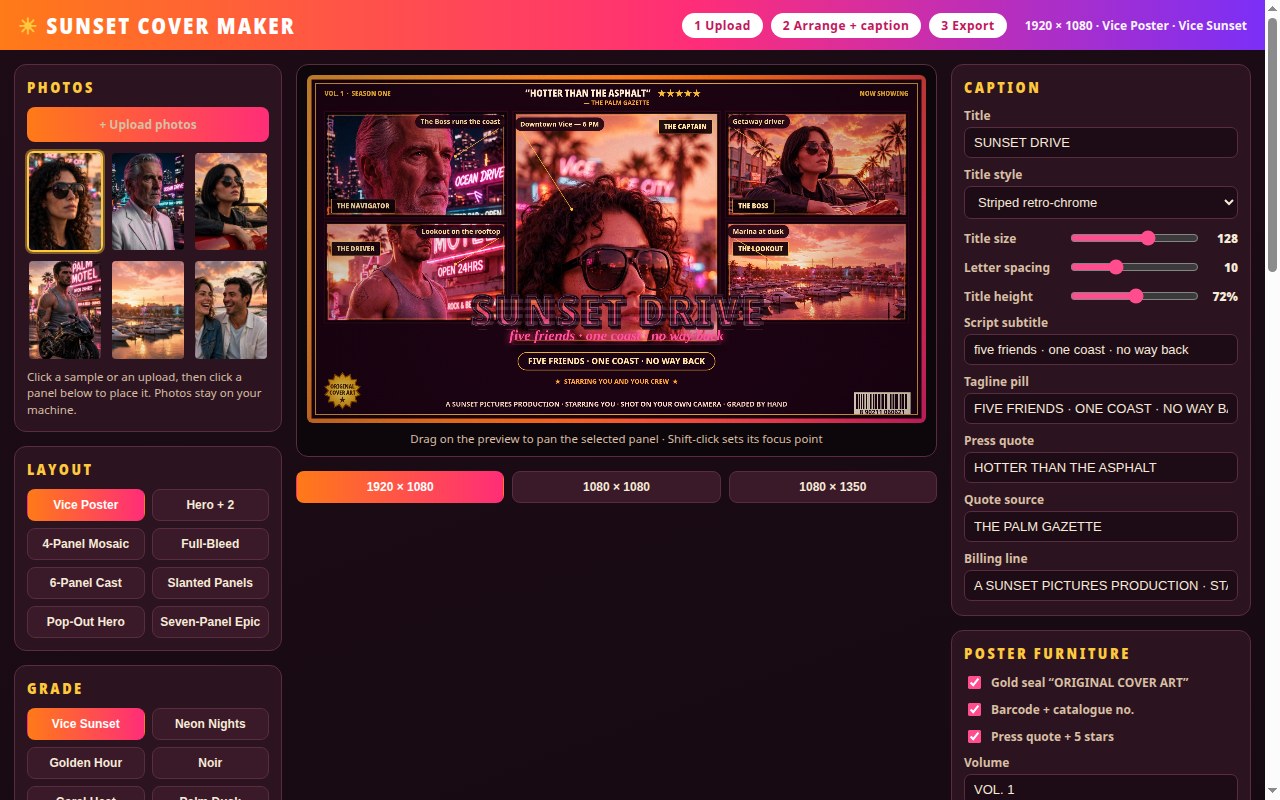 ☀ SUNSET COVER MAKER
1 Upload
2 Arrange + caption
3 Export
1920 × 1080 · Vice Poster · Vice Sunset
PHOTOS
+ Upload photos
Click a sample or an upload, then click a
panel below to place it. Photos stay on your
machine.
LAYOUT
Vice Poster
Hero + 2
4-Panel Mosaic
Full-Bleed
6-Panel Cast
Slanted Panels
Pop-Out Hero
Seven-Panel Epic
GRADE
Vice Sunset
Neon Nights
Golden Hour
Noir
VOL. 1 · SEASON ONE
"HOTTER THAN THE ASPHALT" ★★★★★
— THE PALM GAZETTE
NOW SHOWING
The Boss runs the coast
OCEAN DRIVE
THE NAVIGATOR
Downtown Vice — 6 PM
THE CAPTAIN
VICE CITY
Getaway driver
THE BOSS
Lookout on the rooftop
THE DRIVER
MOTEL
OPEN 24HRS
Marina at dusk
THE LOOKOUT
SUNSET DRIVE
five friends · one coast · no way back
FIVE FRIENDS · ONE COAST · NO WAY BACK
★ STARRING YOU AND YOUR CREW ★
ORIGINAL
COVER ART
★
A SUNSET PICTURES PRODUCTION · STARRING YOU · SHOT ON YOUR OWN CAMERA · GRADED BY HAND
Drag on the preview to pan the selected panel · Shift-click sets its focus point
1920 × 1080
1080 × 1080
1080 × 1350
CAPTION
Title
SUNSET DRIVE
Title style
Striped retro-chrome
Title size
128
Letter spacing
10
Title height
72%
Script subtitle
five friends · one coast · no way back
Tagline pill
FIVE FRIENDS · ONE COAST · NO WAY
Press quote
HOTTER THAN THE ASPHALT
Quote source
THE PALM GAZETTE
Billing line
A SUNSET PICTURES PRODUCTION ·
POSTER FURNITURE
Gold seal “ORIGINAL COVER ART”
Barcode + catalogue no.
Press quote + 5 stars
Volume
VOL. 1